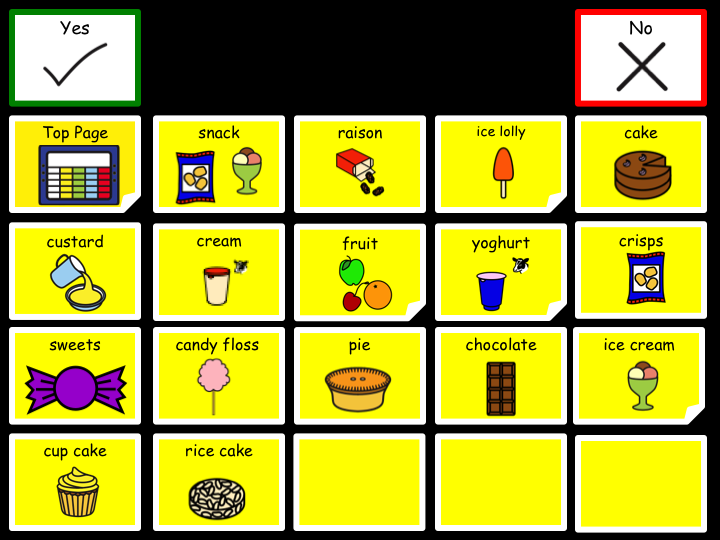 Yes
No
Top Page
snack
raison
ice lolly
cake
custard
cream
fruit
yoghurt
crisps
sweets
candy floss
pie
chocolate
ice cream
cup cake
rice cake